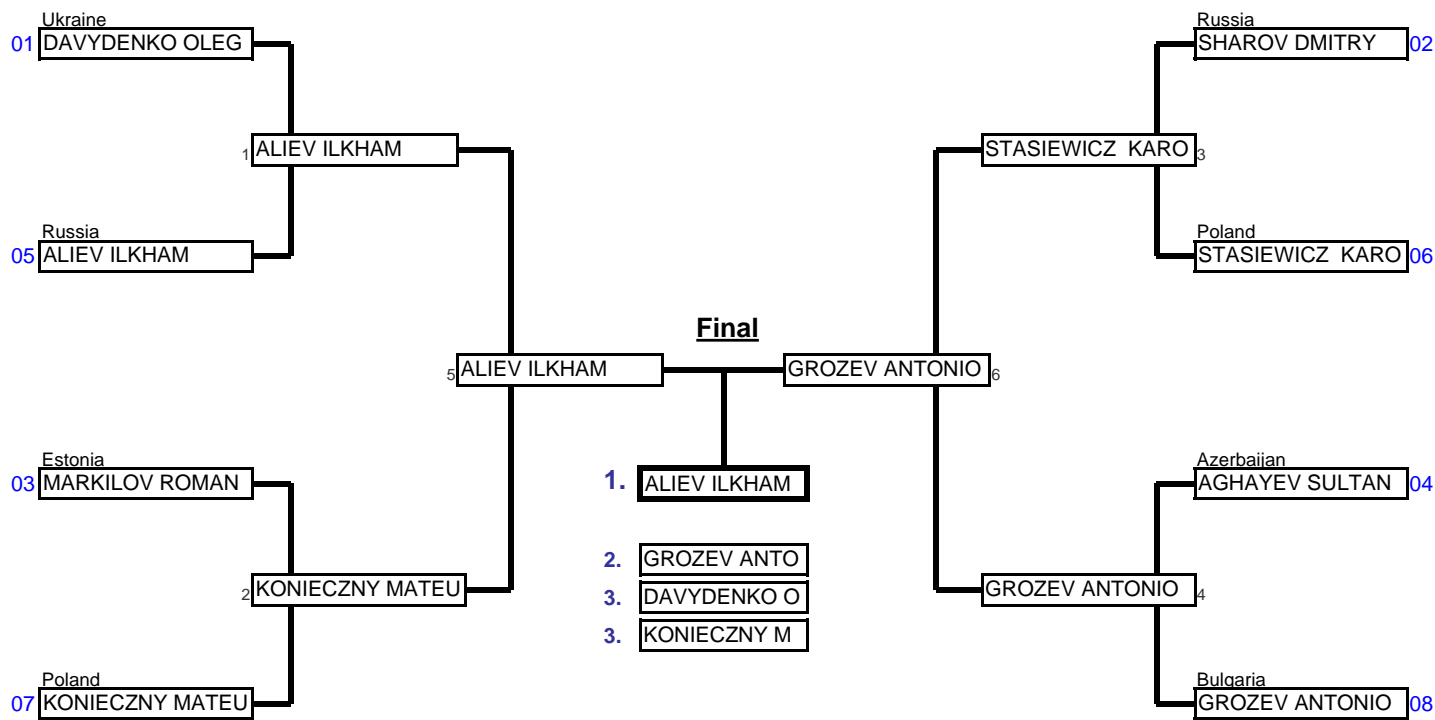 Ukraine
01 DAVYDENKO OLEG
1 ALIEV ILKHAM
Russia
05 ALIEV ILKHAM
5 ALIEV ILKHAM
Estonia
03 MARKILOV ROMAN
2 KONIECZNY MATEU
Poland
07 KONIECZNY MATEU
Final
1. ALIEV ILKHAM
2. GROZEV ANTO
3. DAVYDENKO O
3. KONIECZNY M
Russia
SHAROV DMITRY 02
STASIEWICZ KARO 3
Poland
STASIEWICZ KARO 06
GROZEV ANTONIO 6
Azerbaijan
AGHAYEV SULTAN 04
GROZEV ANTONIO 4
Bulgaria
GROZEV ANTONIO 08